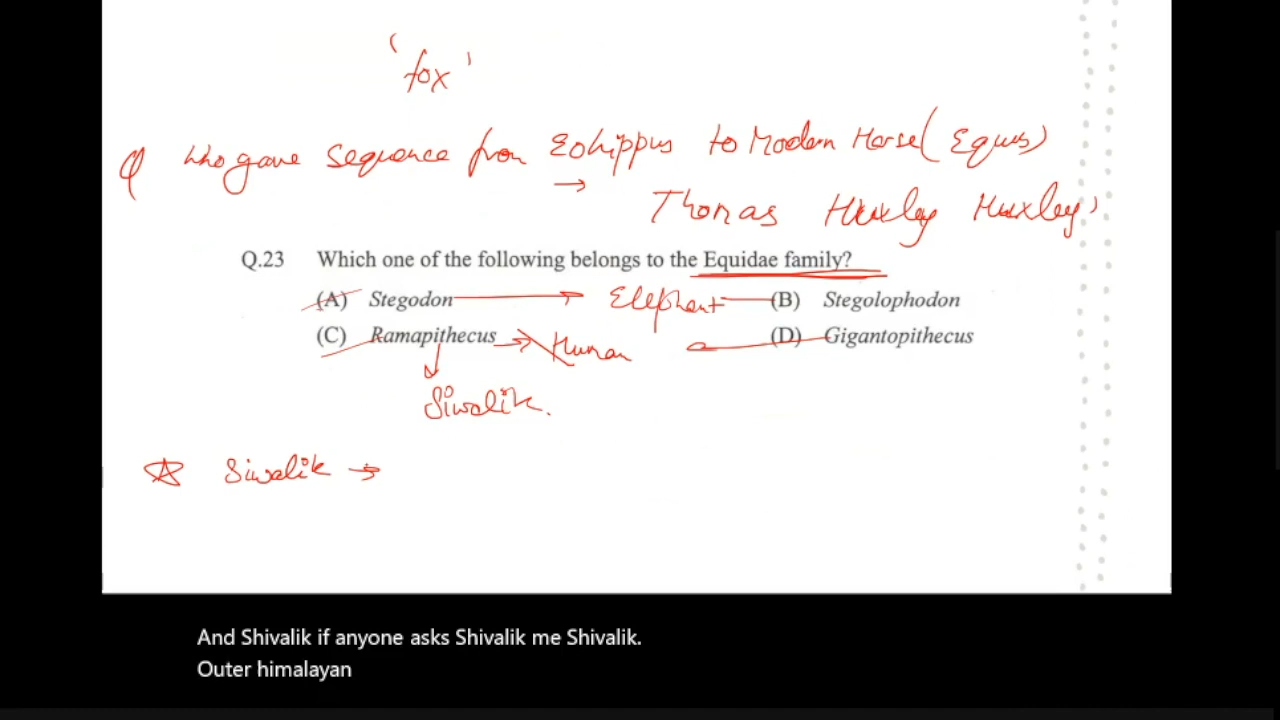 'fox'
Q who gave sequence from Eohippus to Modern Horse (Equus)
→ Thomas Huxley Huxley'
Q.23 Which one of the following belongs to the Equidae family?
(A) Stegodon → Elephant (B) Stegolophodon
(C) Ramapithecus → Human (D) Gigantopithecus
Siwalik.
☆ Siwalik →
And Shivalik if anyone asks Shivalik me Shivalik.
Outer himalayan